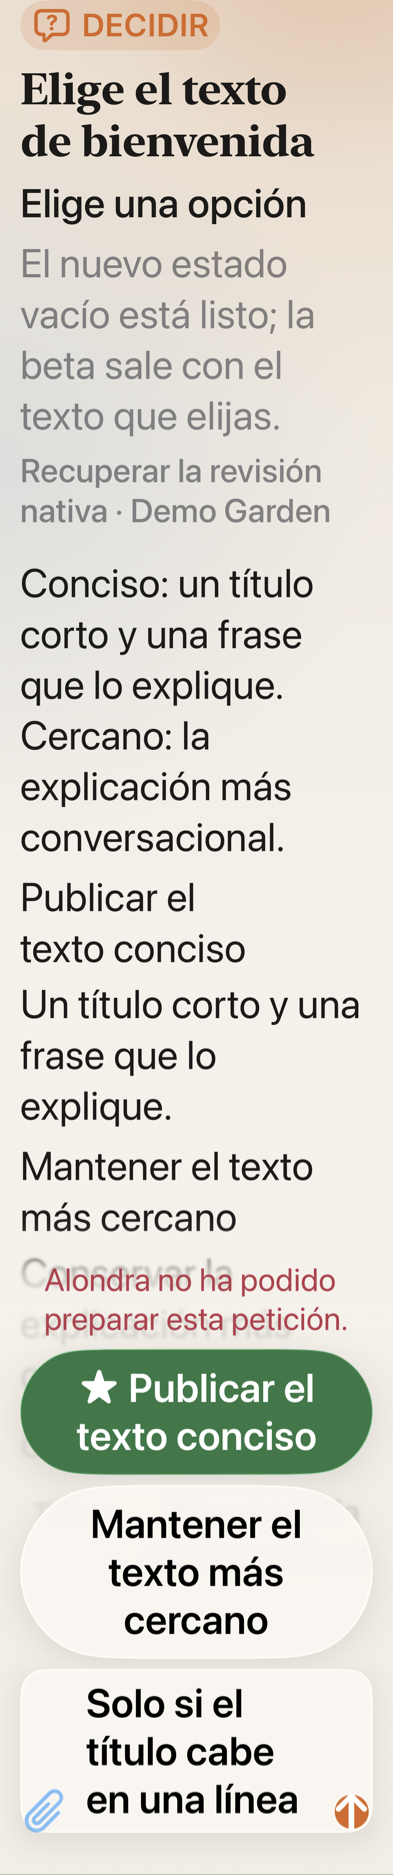 DECIDIR
Elige el texto
de bienvenida
Elige una opción
El nuevo estado
vacío está listo; la
beta sale con el
texto que elijas.
Recuperar la revisión
nativa · Demo Garden
Conciso: un título
corto y una frase
que lo explique.
Cercano: la
explicación más
conversacional.
Publicar el
texto conciso
Un título corto y una
frase que lo
explique.
Mantener el texto
más cercano
Conservar la
Alondra no ha podido
explicación más
preparar esta petición.
Publicar el
texto conciso
Mantener el
texto más
cercano
Solo si el
título cabe
en una línea